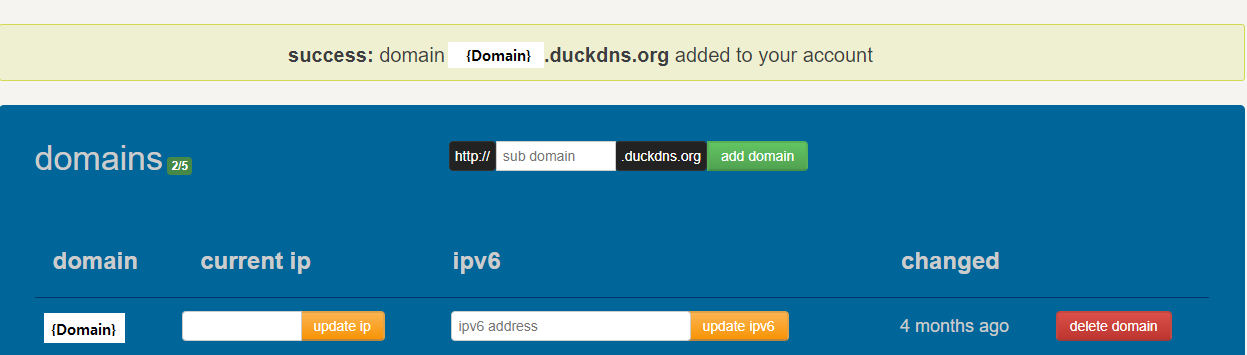 success: domain {Domain}.duckdns.org added to your account
domains 2/5 http:// sub domain .duckdns.org add domain
domain current ip ipv6 changed
{Domain} update ip ipv6 address update ipv6 4 months ago delete domain